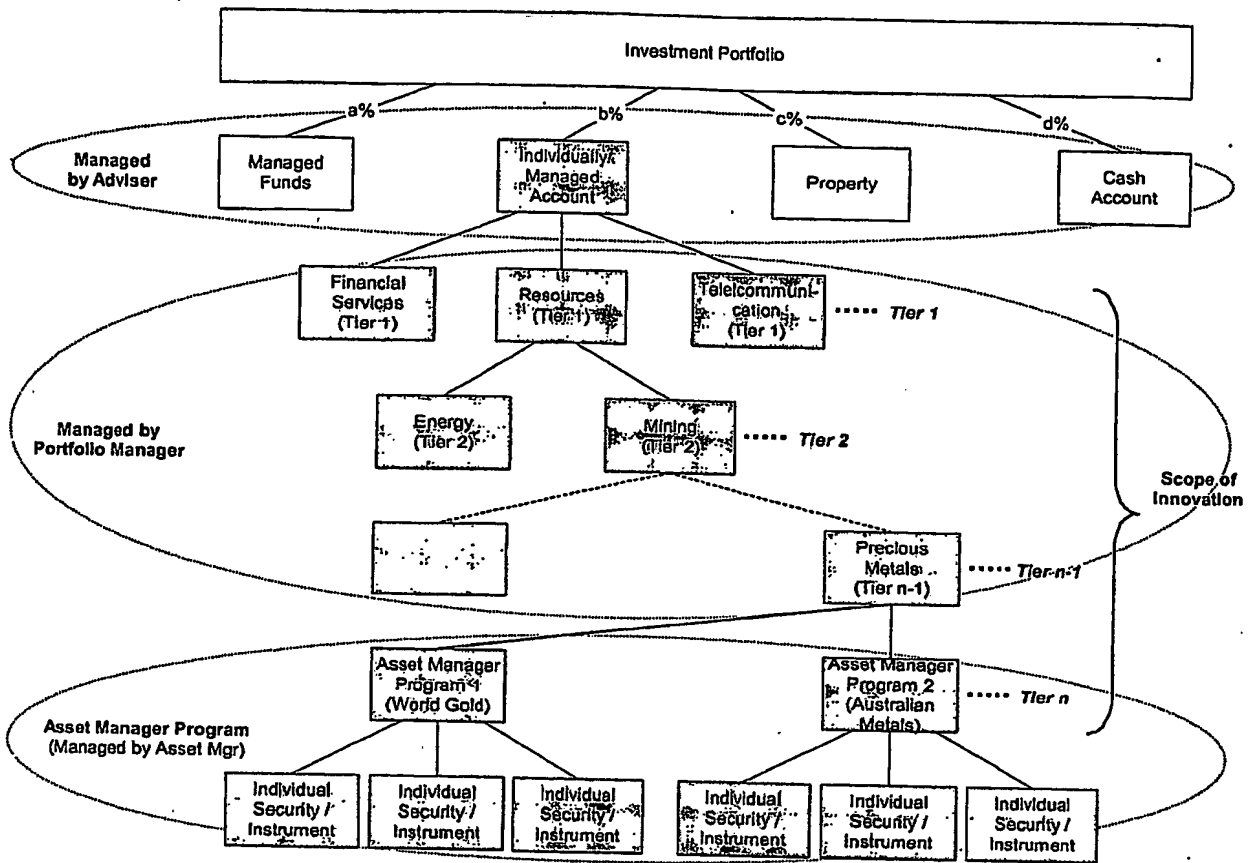 Investment Portfolio
a%
b%
c%
d%
Managed
by Adviser
Managed
Funds
Individually
Managed
Account
Property
Cash
Account
Financial
Services
(Tier 1)
Resources
(Tier 1)
Telecommuni-
cation
(Tier 1)
Tier 1
Managed by
Portfolio Manager
Energy
(Tier 2)
Mining
(Tier 2)
Tier 2
Scope of
Innovation
Precious
Metals
(Tier n-1)
Tier n-1
Asset Manager Program
(Managed by Asset Mgr)
Asset Manager
Program 1
(World Gold)
Asset Manager
Program 2
(Australian
Metals)
Tier n
Individual
Security /
Instrument
Individual
Security /
Instrument
Individual
Security /
Instrument
Individual
Security /
Instrument
Individual
Security /
Instrument
Individual
Security /
Instrument